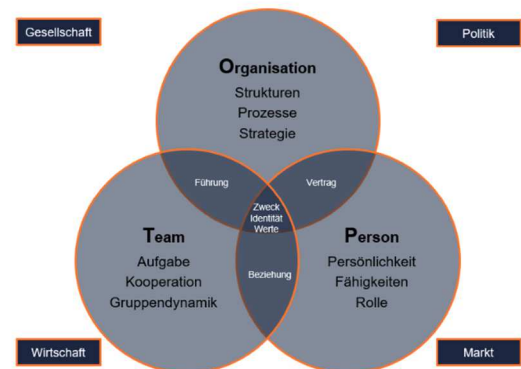 Gesellschaft
Politik
Organisation
Strukturen
Prozesse
Strategie
Führung
Vertrag
Zweck
Identität
Werte
Team
Aufgabe
Kooperation
Gruppendynamik
Beziehung
Person
Persönlichkeit
Fähigkeiten
Rolle
Wirtschaft
Markt